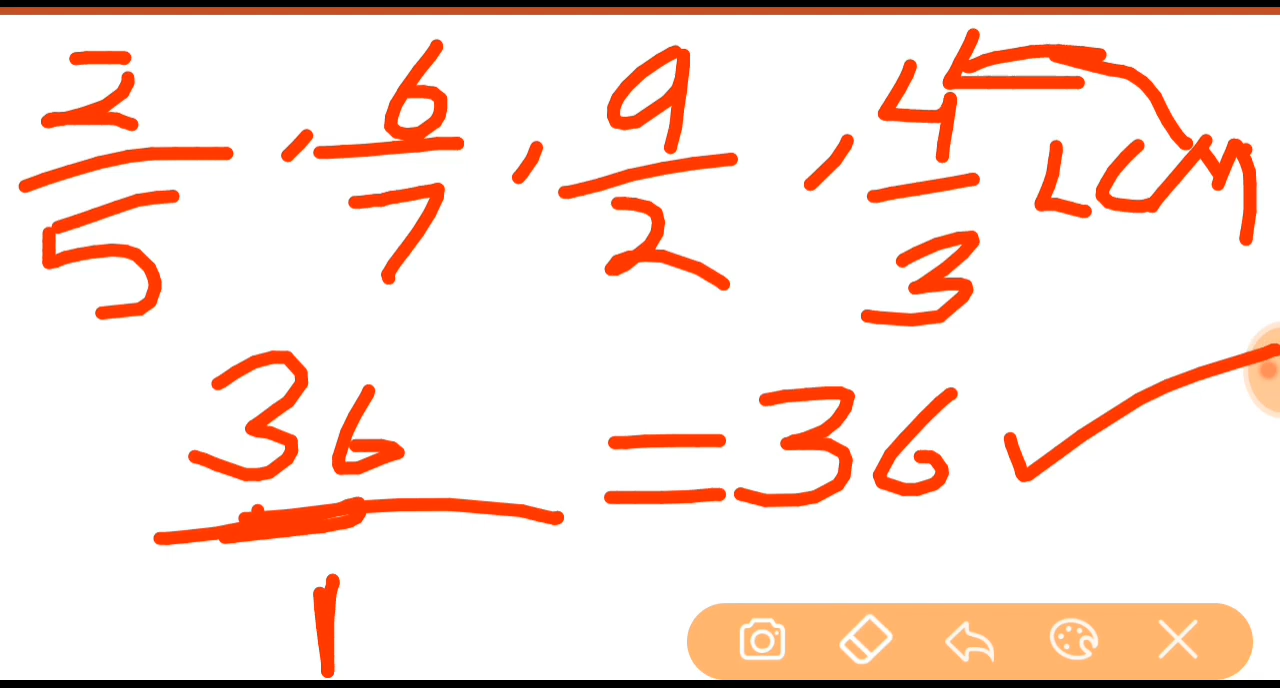 2/5 , 6/7 , 9/2 , 4/3 LCM
36/1 = 36 ✓